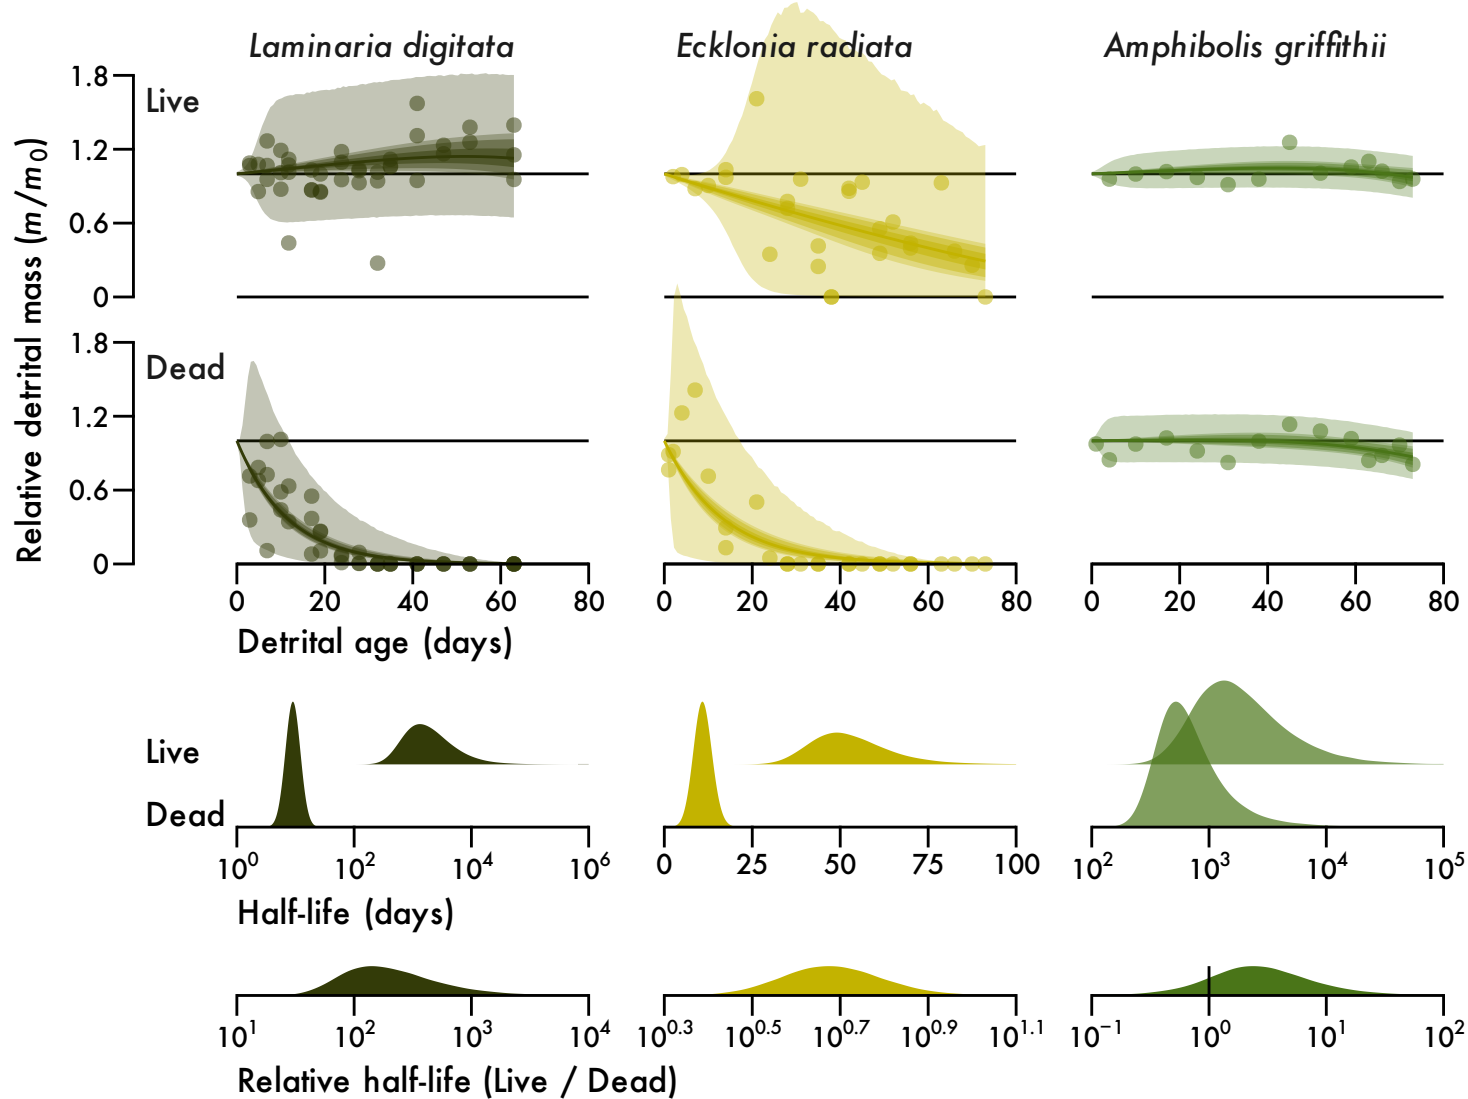 Laminaria digitata Ecklonia radiata Amphibolis griffithii
1.8
Live
1.2
0.6
0
Relative detrital mass (m/m0)
1.8
Dead
1.2
0.6
0
0 20 40 60 80 0 20 40 60 80 0 20 40 60 80
Detrital age (days)
Live
Dead
10^0 10^2 10^4 10^6 0 25 50 75 100 10^2 10^3 10^4 10^5
Half-life (days)
10^1 10^2 10^3 10^4 10^0.3 10^0.5 10^0.7 10^0.9 10^1.1 10^−1 10^0 10^1 10^2
Relative half-life (Live / Dead)